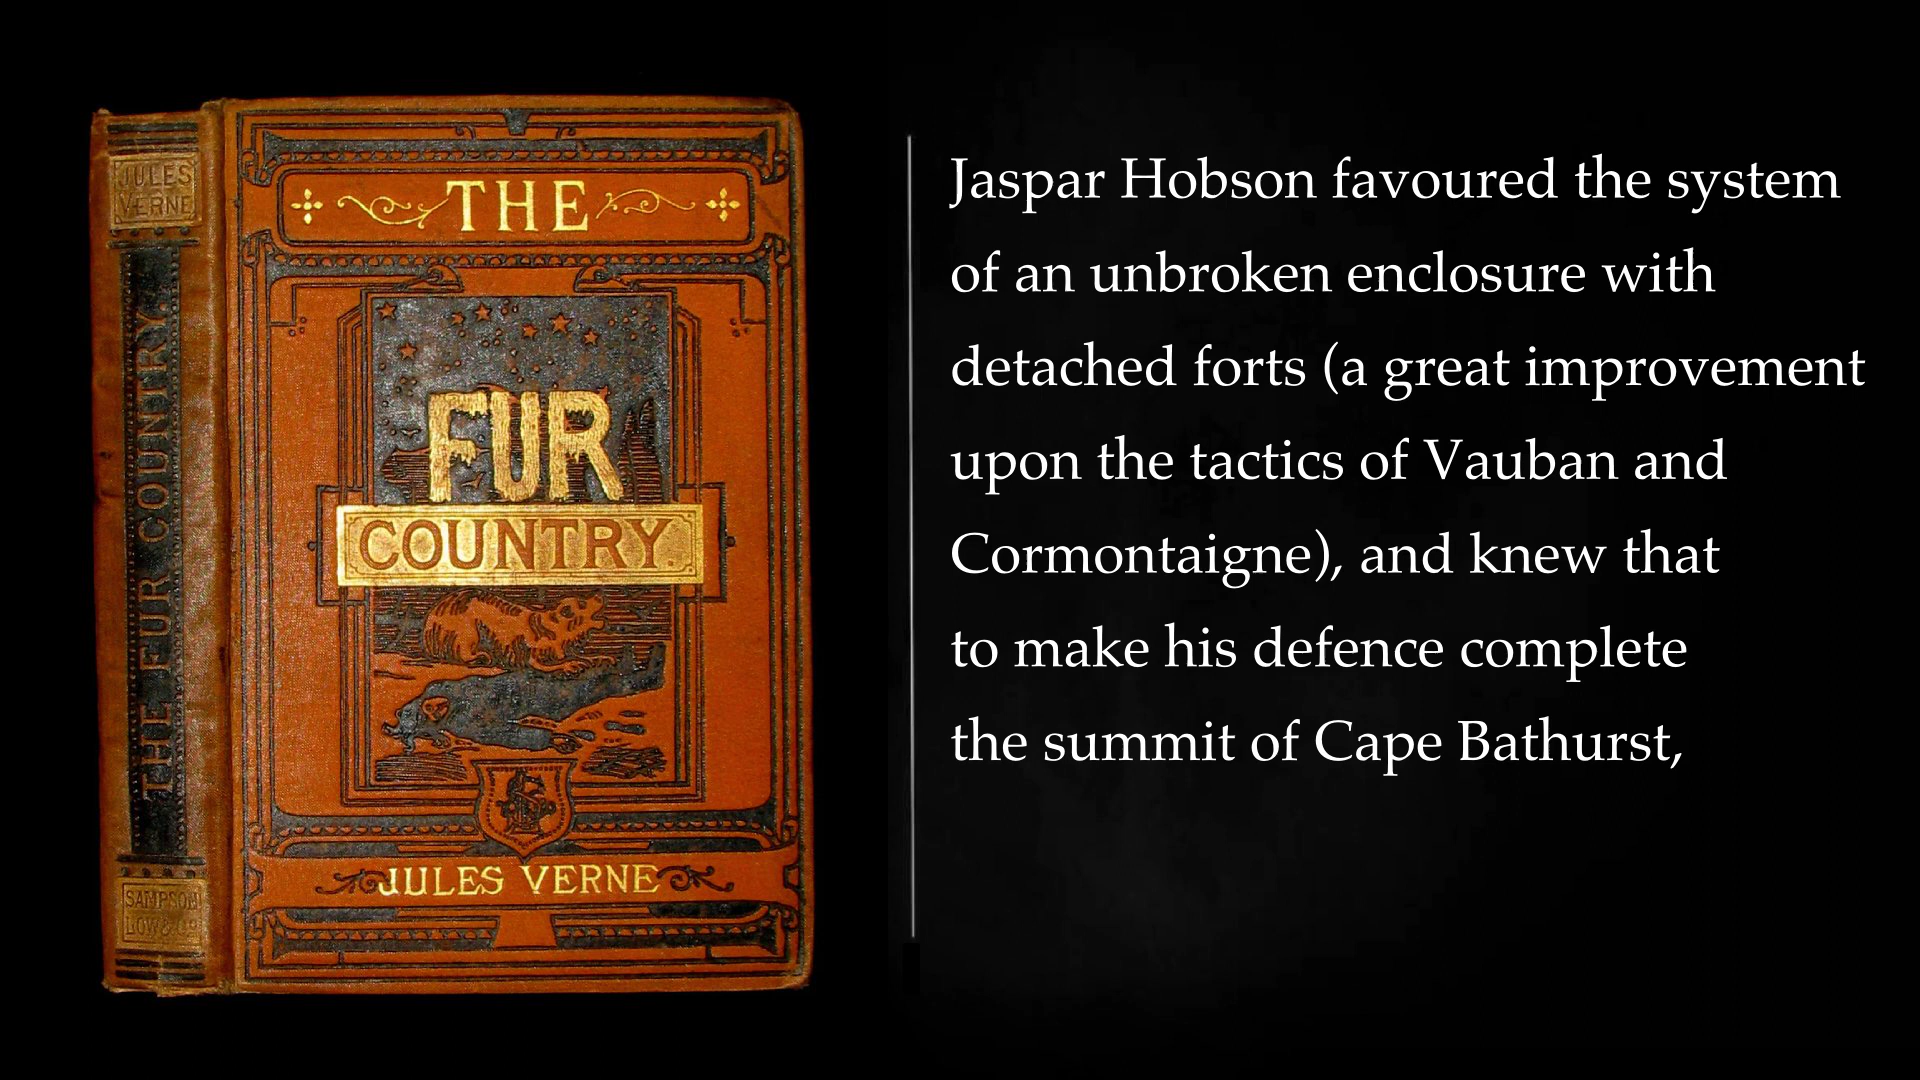 JULES
VERNE
THE FUR COUNTRY.
SAMPSON
LOW & Co
THE
FUR
COUNTRY.
JULES VERNE
Jaspar Hobson favoured the system
of an unbroken enclosure with
detached forts (a great improvement
upon the tactics of Vauban and
Cormontaigne), and knew that
to make his defence complete
the summit of Cape Bathurst,